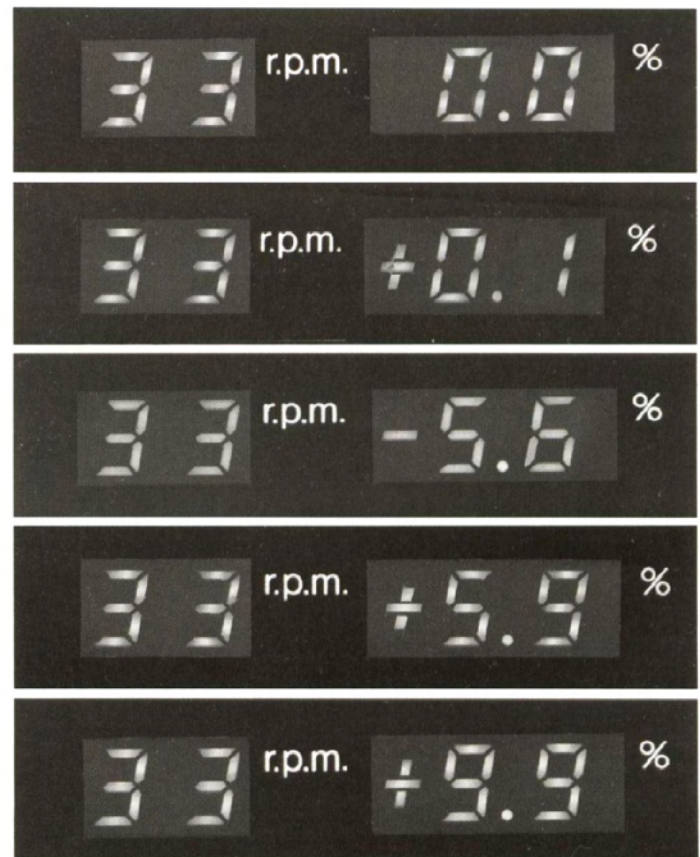 33 r.p.m. 0.0 %
33 r.p.m. +0.1 %
33 r.p.m. -5.6 %
33 r.p.m. +5.9 %
33 r.p.m. +9.9 %